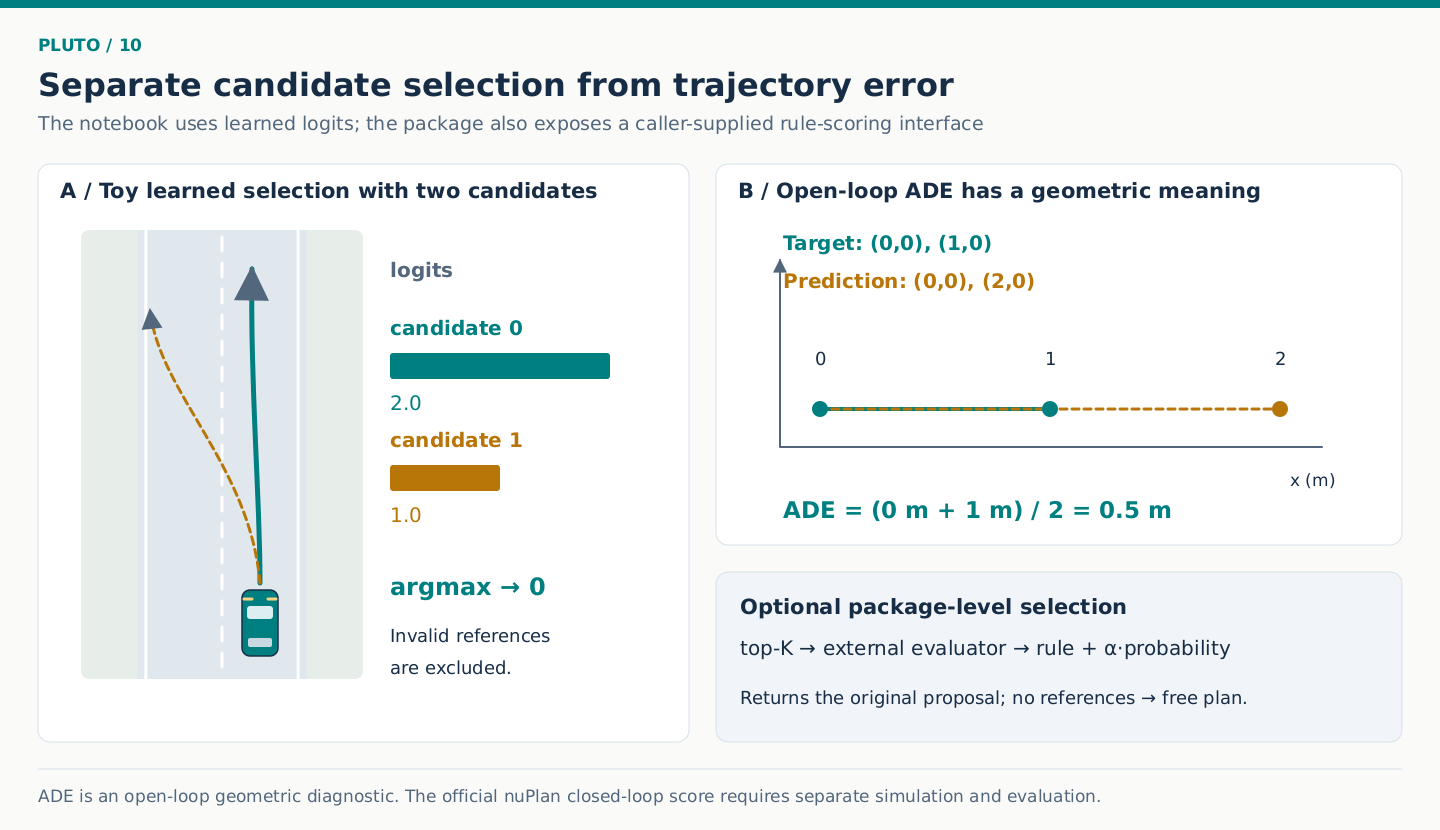 PLUTO / 10
Separate candidate selection from trajectory error
The notebook uses learned logits; the package also exposes a caller-supplied rule-scoring interface
A / Toy learned selection with two candidates
logits
candidate 0
2.0
candidate 1
1.0
argmax → 0
Invalid references
are excluded.
B / Open-loop ADE has a geometric meaning
Target: (0,0), (1,0)
Prediction: (0,0), (2,0)
0 1 2
x (m)
ADE = (0 m + 1 m) / 2 = 0.5 m
Optional package-level selection
top-K → external evaluator → rule + α·probability
Returns the original proposal; no references → free plan.
ADE is an open-loop geometric diagnostic. The official nuPlan closed-loop score requires separate simulation and evaluation.